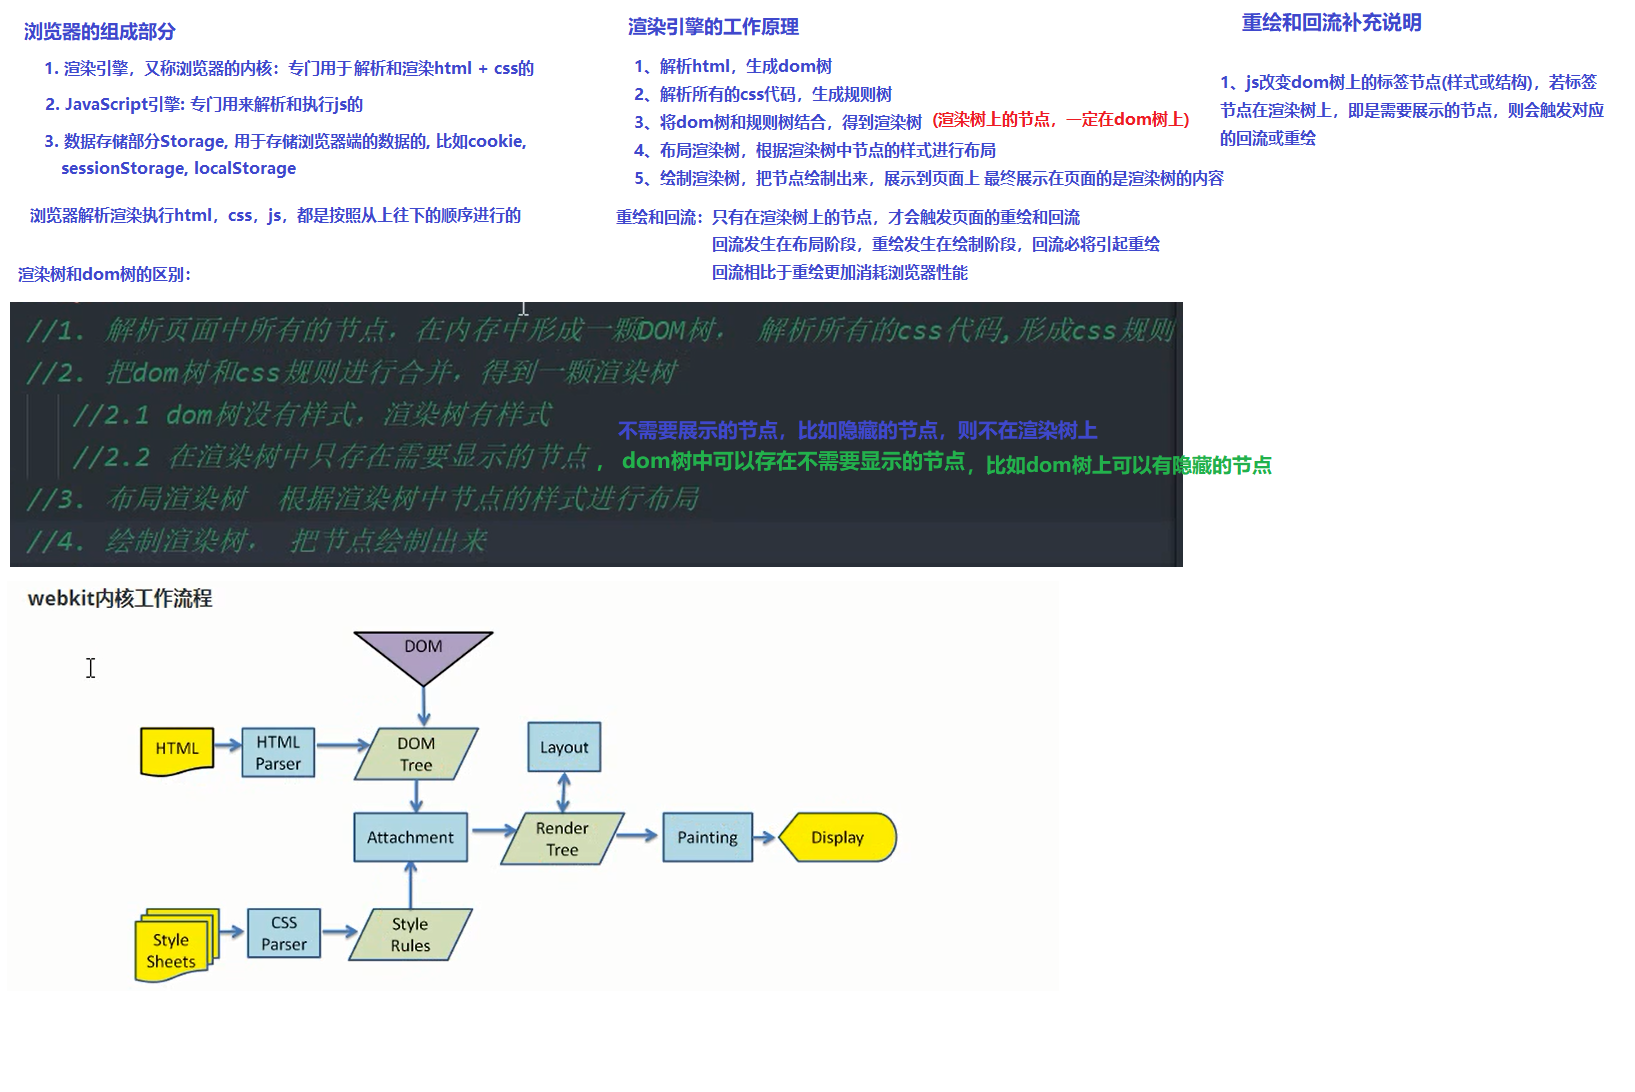 浏览器的组成部分
1. 渲染引擎，又称浏览器的内核：专门用于解析和渲染html + css的
2. JavaScript引擎: 专门用来解析和执行js的
3. 数据存储部分Storage, 用于存储浏览器端的数据的, 比如cookie,
sessionStorage, localStorage
浏览器解析渲染执行html，css，js，都是按照从上往下的顺序进行的
渲染引擎的工作原理
1、解析html，生成dom树
2、解析所有的css代码，生成规则树
3、将dom树和规则树结合，得到渲染树 (渲染树上的节点，一定在dom树上)
4、布局渲染树，根据渲染树中节点的样式进行布局
5、绘制渲染树，把节点绘制出来，展示到页面上 最终展示在页面的是渲染树的内容
重绘和回流：只有在渲染树上的节点，才会触发页面的重绘和回流
回流发生在布局阶段，重绘发生在绘制阶段，回流必将引起重绘
回流相比于重绘更加消耗浏览器性能
重绘和回流补充说明
1、js改变dom树上的标签节点(样式或结构)，若标签
节点在渲染树上，即是需要展示的节点，则会触发对应
的回流或重绘
渲染树和dom树的区别：
//1. 解析页面中所有的节点，在内存中形成一颗DOM树， 解析所有的css代码,形成css规则
//2. 把dom树和css规则进行合并，得到一颗渲染树
//2.1 dom树没有样式，渲染树有样式
不需要展示的节点，比如隐藏的节点，则不在渲染树上
//2.2 在渲染树中只存在需要显示的节点，dom树中可以存在不需要显示的节点，比如dom树上可以有隐藏的节点
//3. 布局渲染树 根据渲染树中节点的样式进行布局
//4. 绘制渲染树， 把节点绘制出来
webkit内核工作流程
DOM
HTML
HTML
Parser
DOM
Tree
Layout
Attachment
Render
Tree
Painting
Display
Style
Sheets
CSS
Parser
Style
Rules